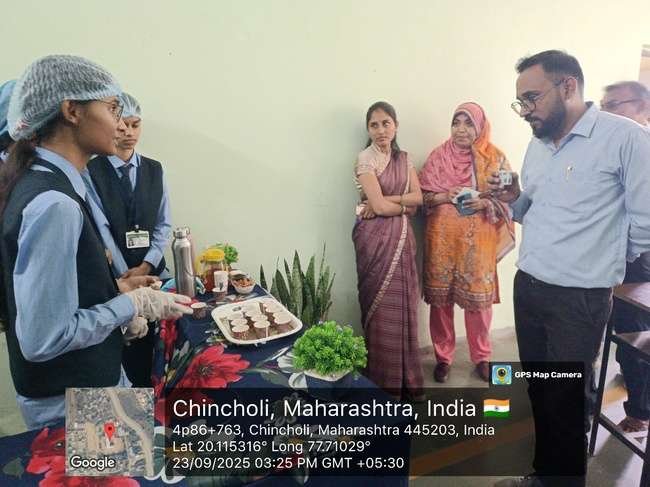 GPS Map Camera
Chincholi, Maharashtra, India 🇮🇳
4p86+763, Chincholi, Maharashtra 445203, India
Lat 20.115316° Long 77.71029°
23/09/2025 03:25 PM GMT +05:30
Google